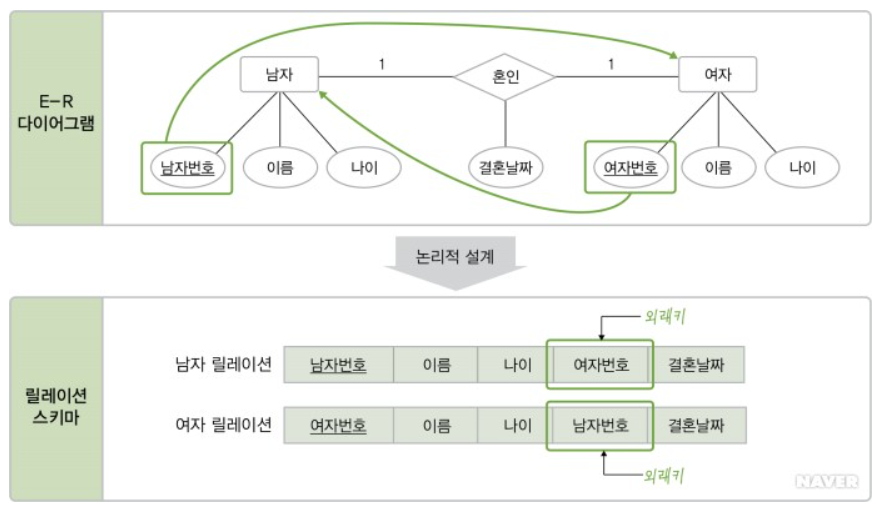 E-R
다이어그램
남자
1
혼인
1
여자
남자번호
이름
나이
결혼날짜
여자번호
이름
나이
논리적 설계
릴레이션
스키마
외래키
남자 릴레이션 남자번호 이름 나이 여자번호 결혼날짜
여자 릴레이션 여자번호 이름 나이 남자번호 결혼날짜
외래키
NAVER